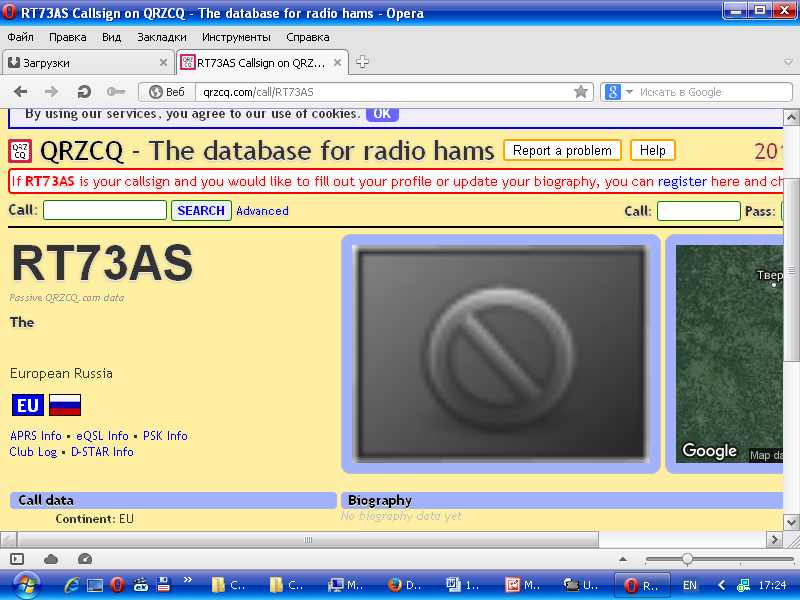 RT73AS Callsign on QRZCQ - The database for radio hams - Opera
Файл Правка Вид Закладки Инструменты Справка
Загрузки RT73AS Callsign on QRZ...
Веб qrzcq.com/call/RT73AS Искать в Google
By using our services, you agree to our use of cookies. OK
QRZ CQ QRZCQ - The database for radio hams Report a problem Help 201
If RT73AS is your callsign and you would like to fill out your profile or update your biography, you can register here and ch
Call: SEARCH Advanced Call: Pass:
RT73AS
Passive QRZCQ.com data
The
European Russia
EU
APRS Info • eQSL Info • PSK Info
Club Log • D-STAR Info
Твер
Google Map da
Call data Biography
Continent: EU No biography data yet
С.. С.. М.. D.. 1.. М.. U.. R.. EN 17:24